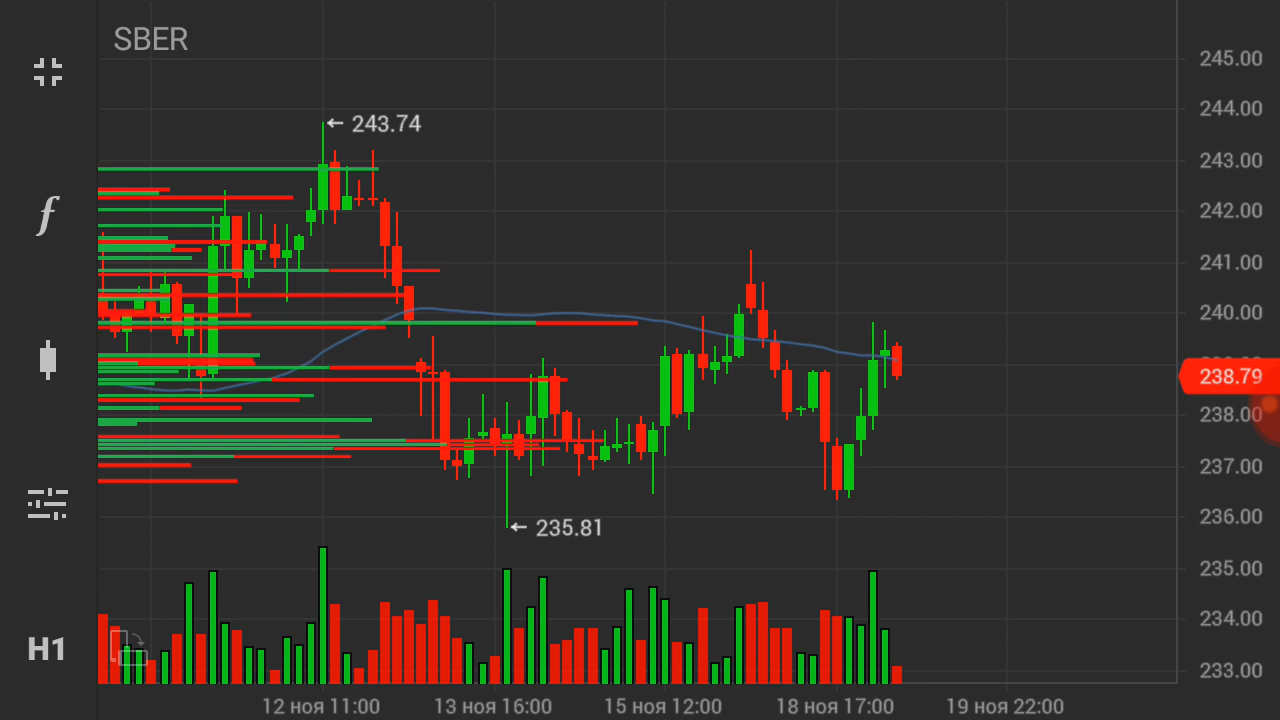 SBER
243.74
235.81
245.00
244.00
243.00
242.00
241.00
240.00
238.79
238.00
237.00
236.00
235.00
234.00
233.00
f
H1
12 ноя 11:00
13 ноя 16:00
15 ноя 12:00
18 ноя 17:00
19 ноя 22:00